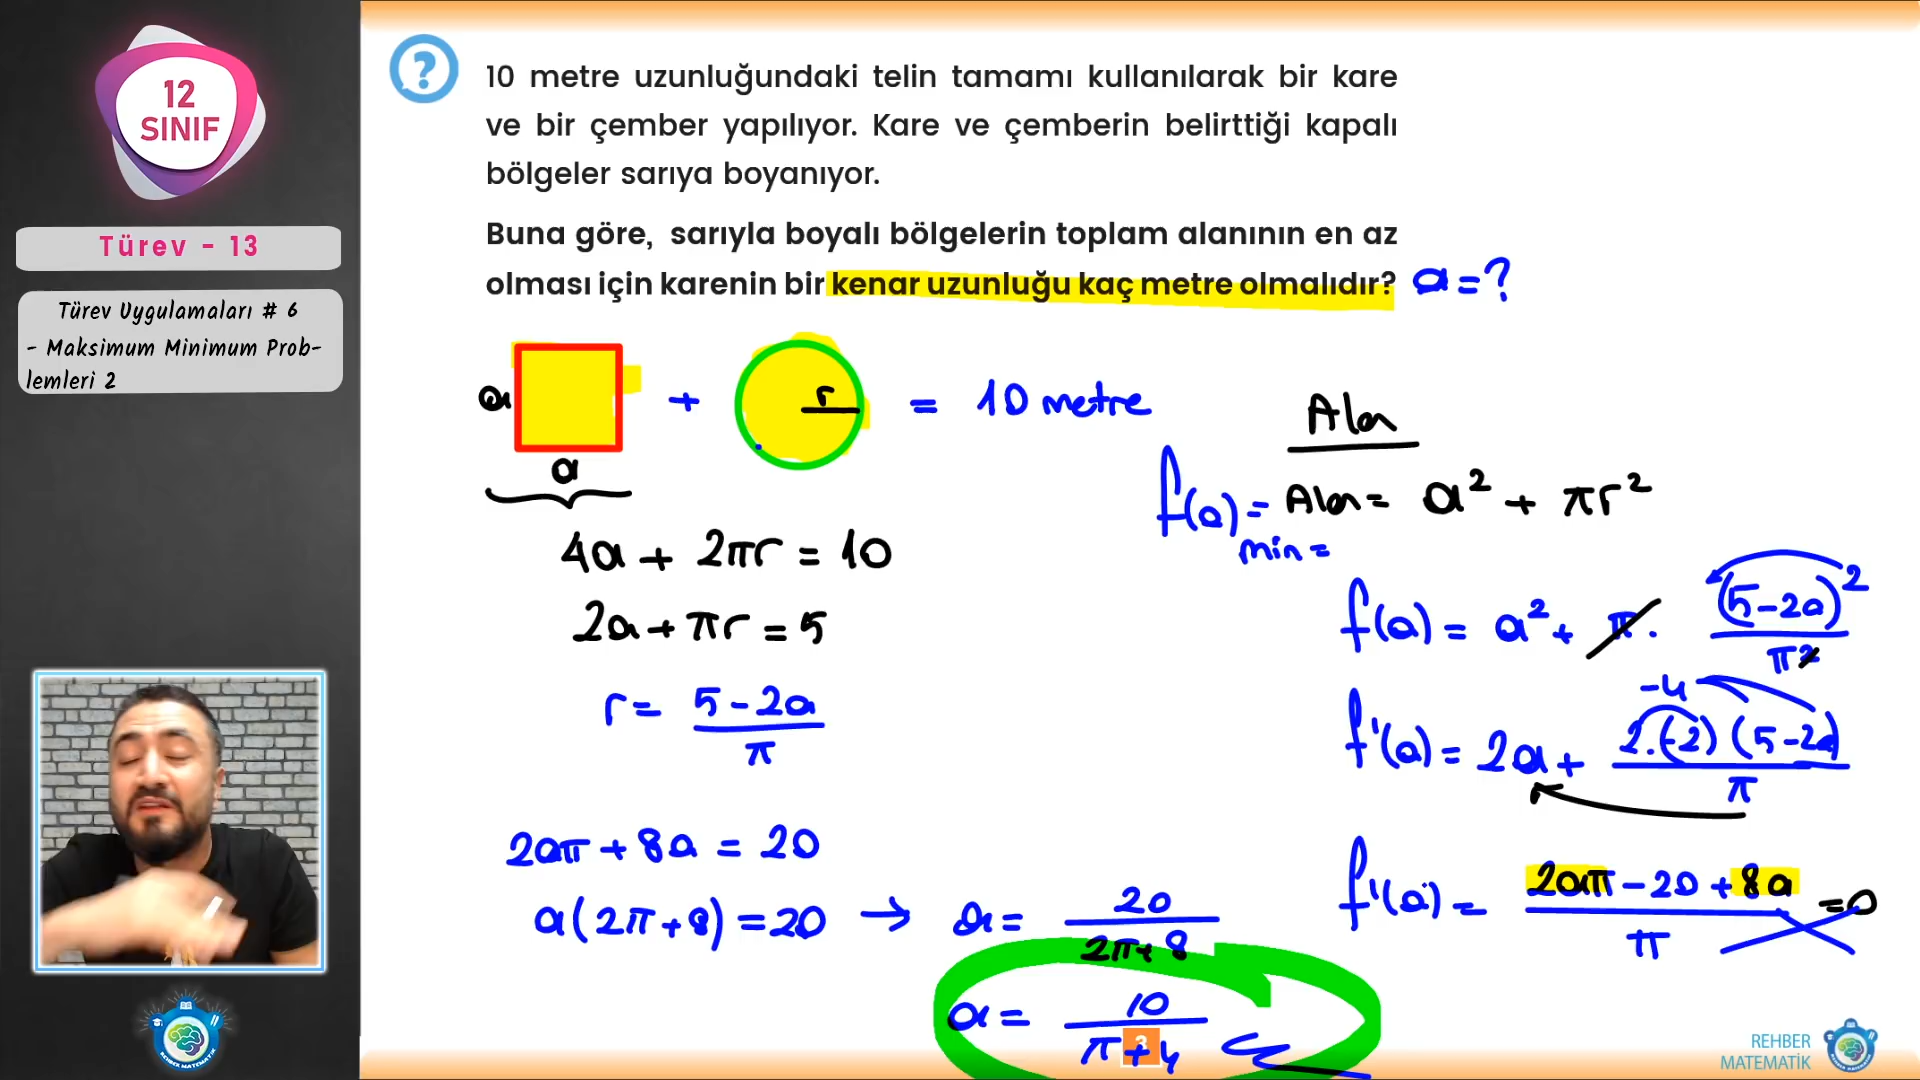 12
SINIF
Türev - 13
Türev Uygulamaları # 6
- Maksimum Minimum Prob-
lemleri 2
?
10 metre uzunluğundaki telin tamamı kullanılarak bir kare
ve bir çember yapılıyor. Kare ve çemberin belirttiği kapalı
bölgeler sarıya boyanıyor.
Buna göre, sarıyla boyalı bölgelerin toplam alanının en az
olması için karenin bir kenar uzunluğu kaç metre olmalıdır? a = ?
a + r = 10 metre
a
4a + 2πr = 10
2a + πr = 5
r = (5 - 2a) / π
2aπ + 8a = 20
a(2π + 8) = 20 → a = 20 / (2π + 8)
a = 10 / (π + 4)
Alan
f(a) = Alan = a² + πr²
min =
f(a) = a² + π . (5-2a)² / π²
-4
f'(a) = 2a + 2.(-2)(5-2a) / π
f'(a) = (2aπ - 20 + 8a) / π = 0
REHBER
MATEMATİK